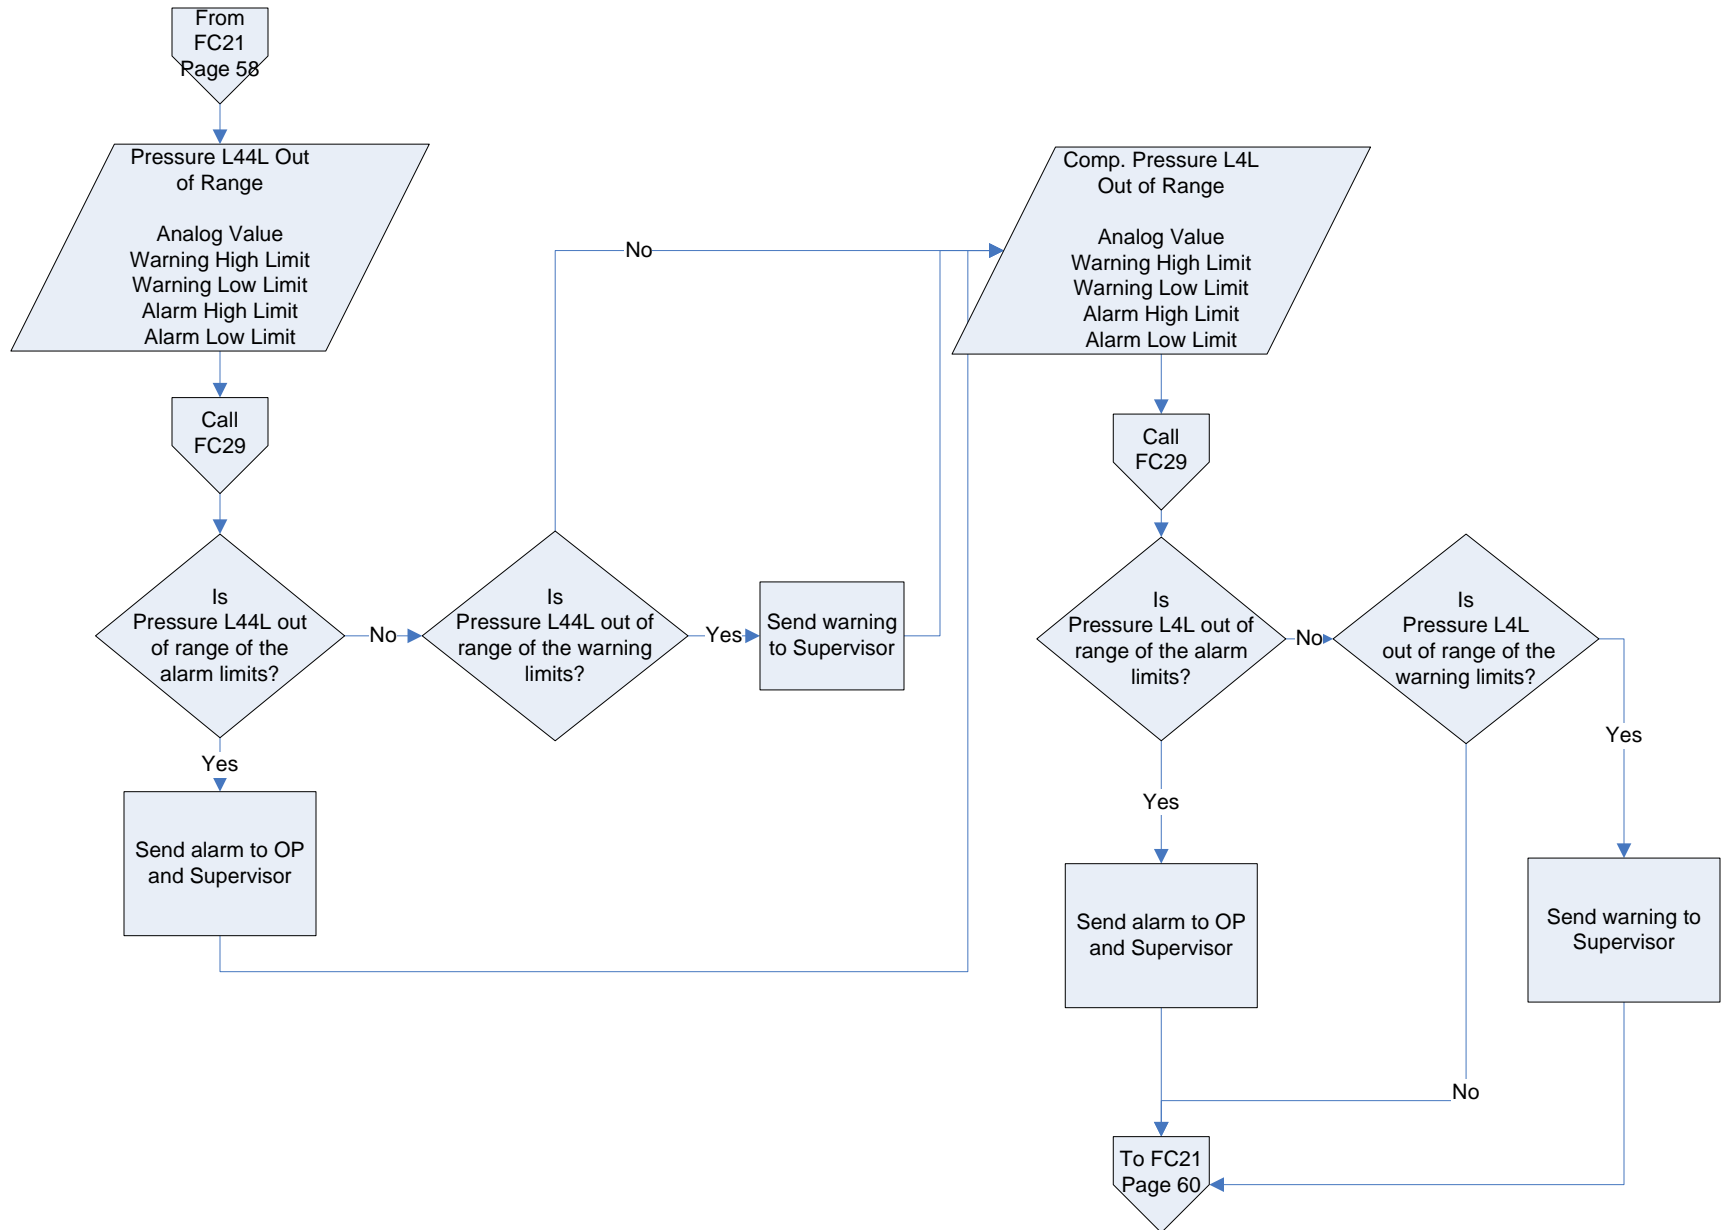 From
FC21
Page 58
Pressure L44L Out
of Range
Analog Value
Warning High Limit
Warning Low Limit
Alarm High Limit
Alarm Low Limit
Call
FC29
Is
Pressure L44L out
of range of the
alarm limits?
No
Is
Pressure L44L out of
range of the warning
limits?
No
Yes
Send warning
to Supervisor
Yes
Send alarm to OP
and Supervisor
Comp. Pressure L4L
Out of Range
Analog Value
Warning High Limit
Warning Low Limit
Alarm High Limit
Alarm Low Limit
Call
FC29
Is
Pressure L4L out of
range of the alarm
limits?
No
Is
Pressure L4L
out of range of the
warning limits?
Yes
Yes
Send alarm to OP
and Supervisor
Send warning to
Supervisor
No
To FC21
Page 60